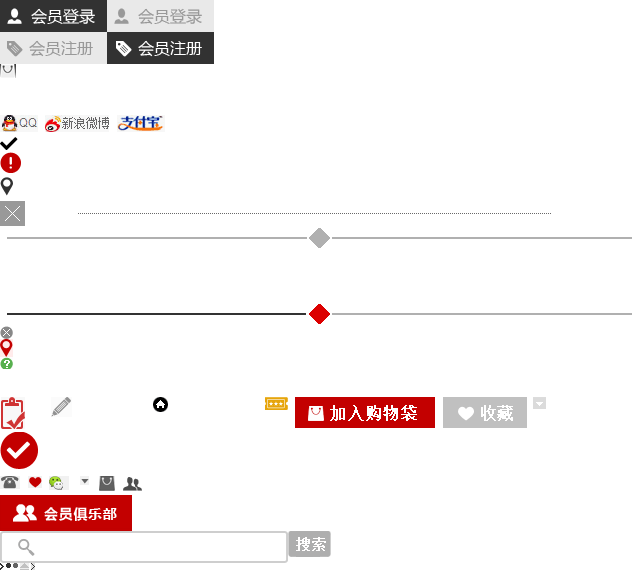 会员登录 会员登录
会员注册 会员注册
QQ 新浪微博 支付宝
加入购物袋 收藏
会员俱乐部
搜索